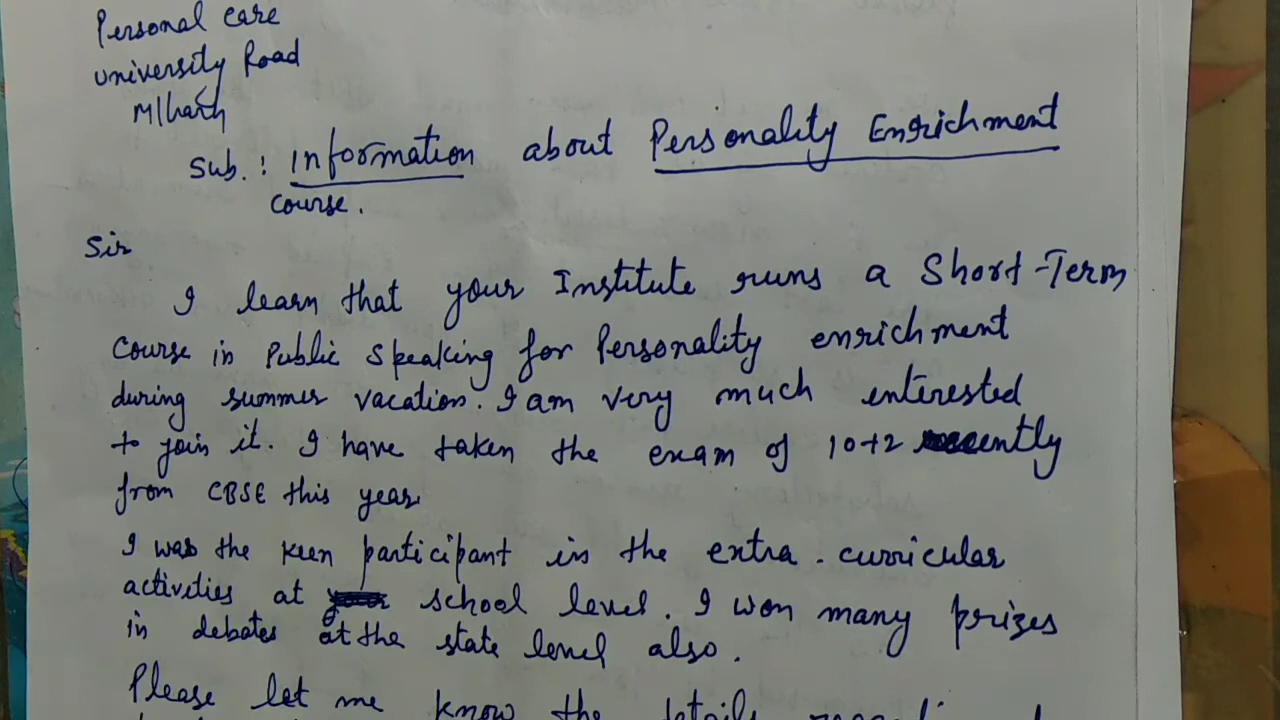 Personal care
University Road
Sub. : Information about Personality Enrichment
course.
Sir
I learn that your Institute runs a Short-Term
course in Public Speaking for Personality enrichment
during summer vacation. I am very much interested
to join it. I have taken the exam of 10+2 recently
from CBSE this year
I was the keen participant in the extra-curricular
activities at school level. I won many prizes
in debates at the state level also.
Please let me know the details